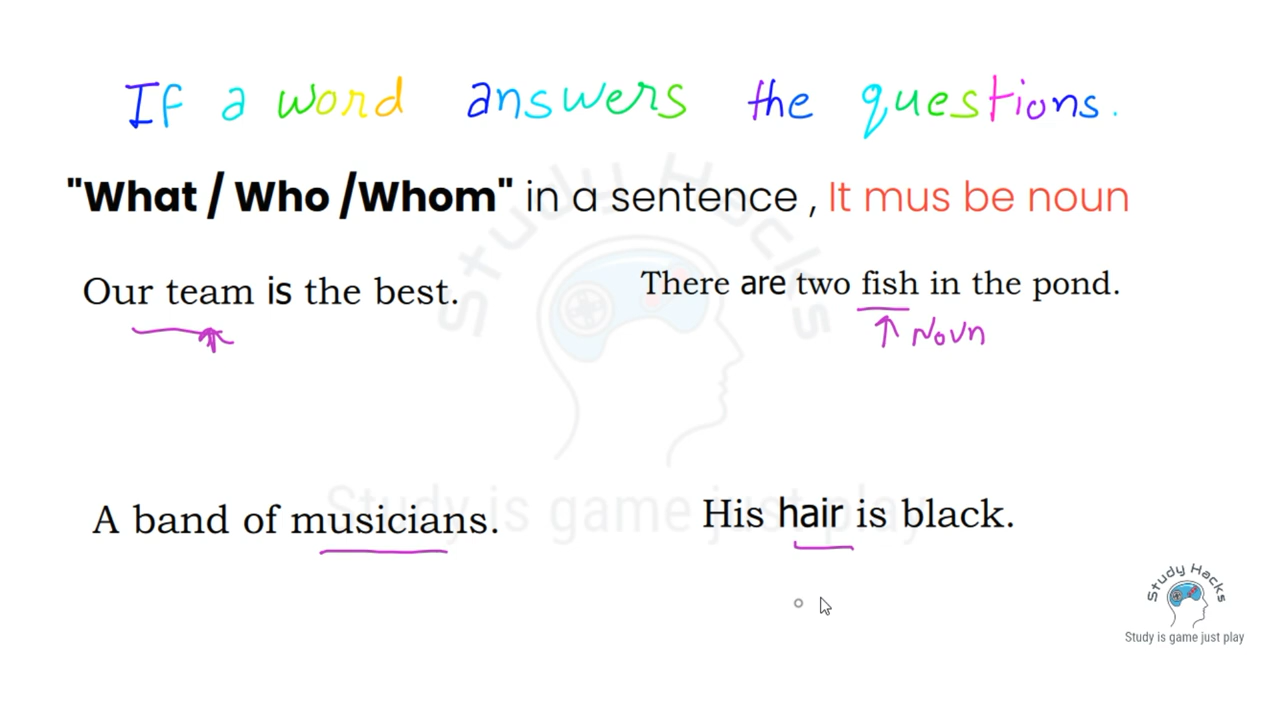 If a word answers the questions.
"What / Who /Whom" in a sentence , It mus be noun
Our team is the best.
There are two fish in the pond.
Noun
A band of musicians.
His hair is black.
Study Hacks
Study is game just play
Study Hacks
Study is game just play